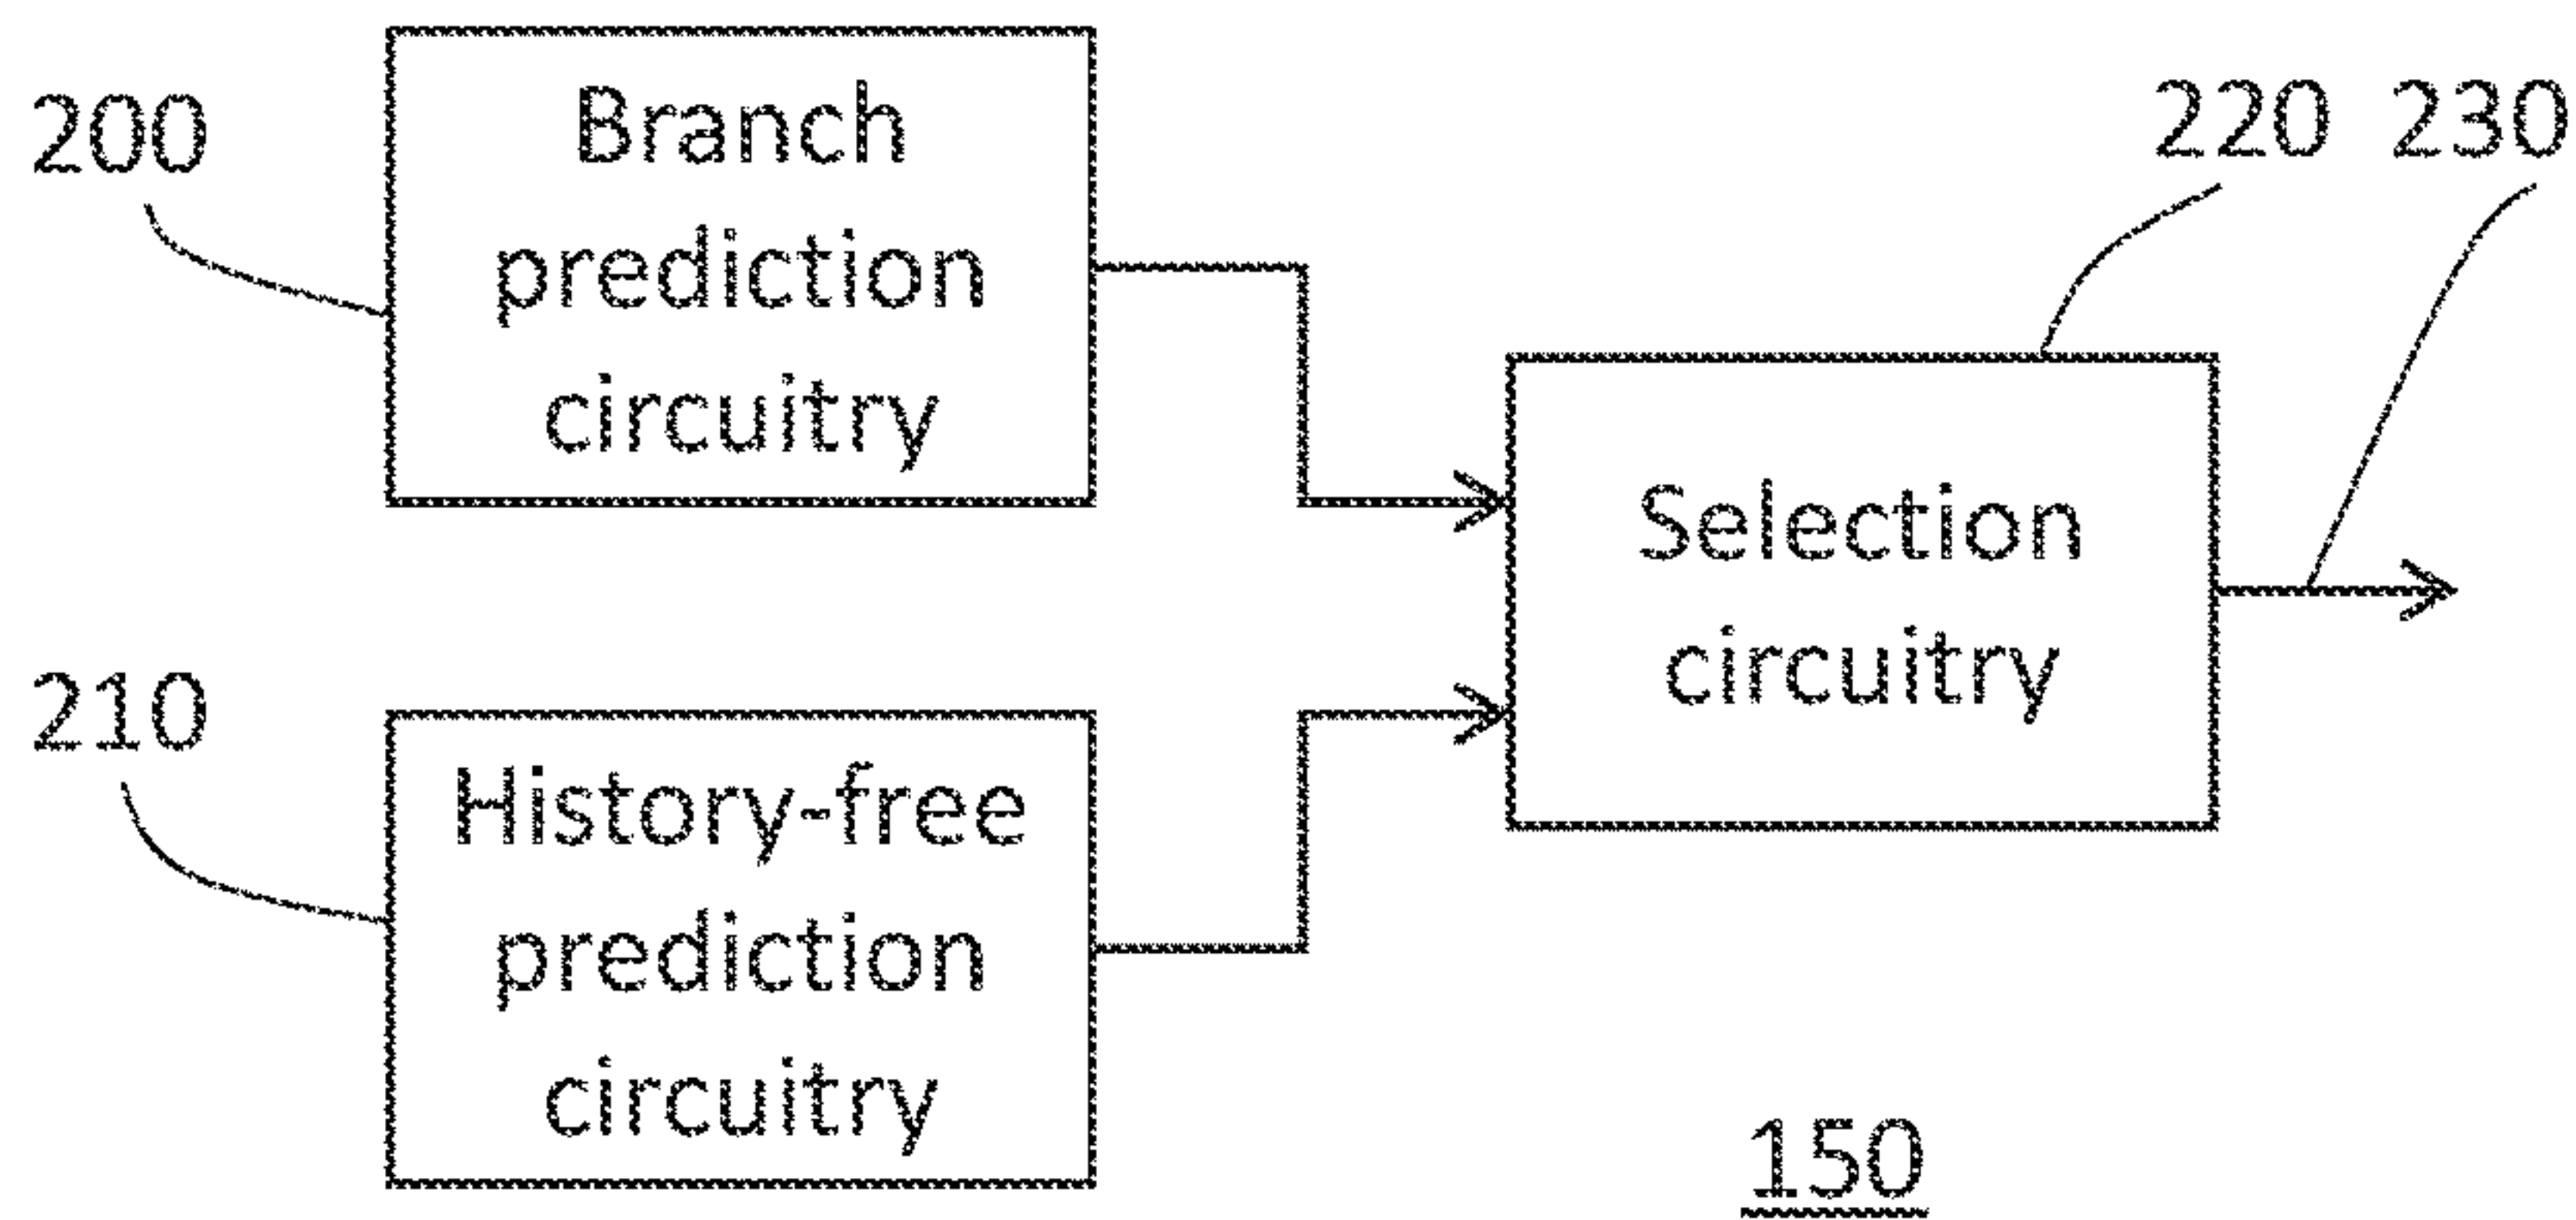 200
Branch
prediction
circuitry
220
230
Selection
circuitry
210
History-free
prediction
circuitry
150